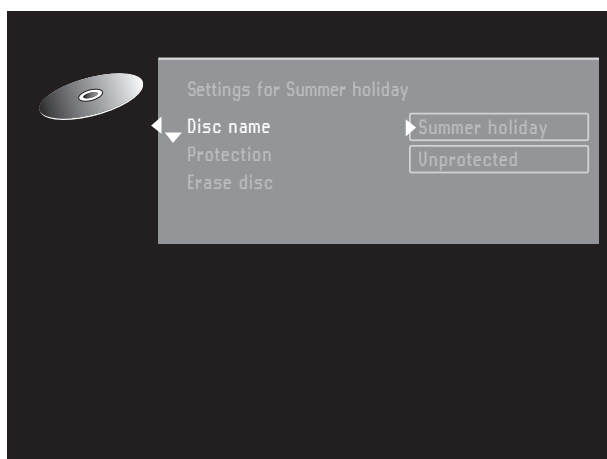 Settings for Summer holiday
Disc name Summer holiday
Protection Unprotected
Erase disc